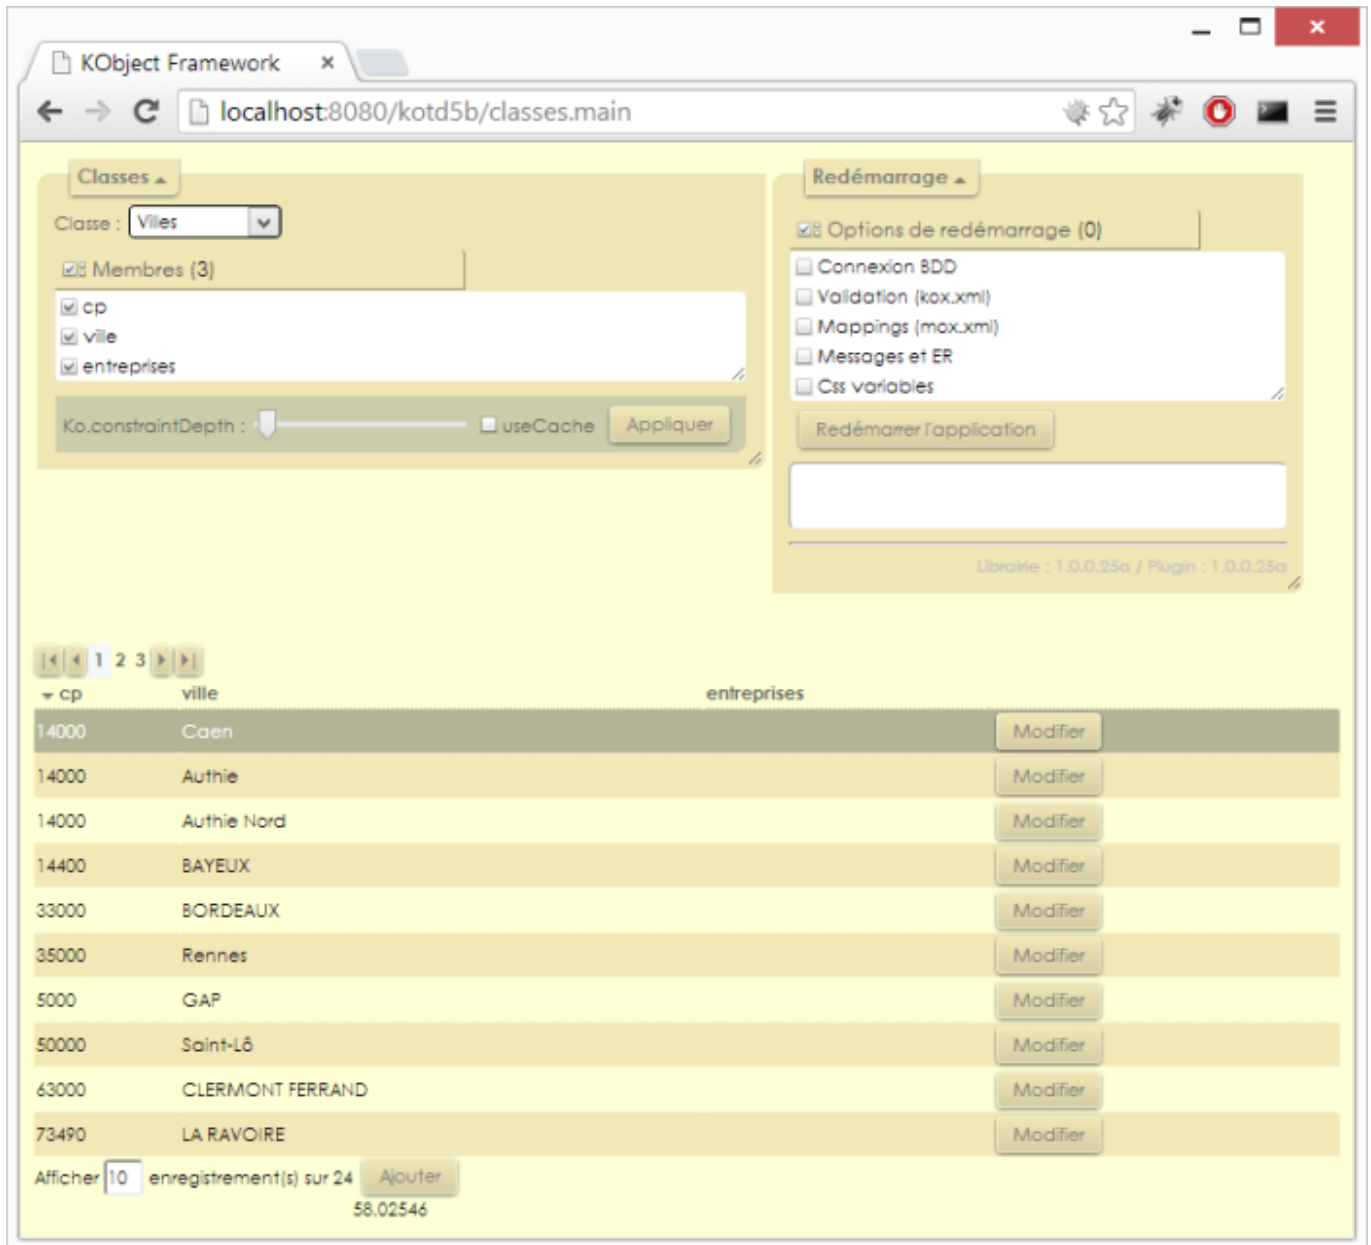 KObject Framework
localhost:8080/kotd5b/classes.main
Classes
Classe : Villes
Membres (3)
cp
ville
entreprises
Ko.constraintDepth : useCache Appliquer
Redémarrage
Options de redémarrage (0)
Connexion BDD
Validation (kox.xml)
Mappings (mox.xml)
Messages et ER
Css variables
Redémarrer l'application
Librairie : 1.0.0.25a / Plugin : 1.0.0.25a
1 2 3
cp ville entreprises
14000 Caen Modifier
14000 Authie Modifier
14000 Authie Nord Modifier
14400 BAYEUX Modifier
33000 BORDEAUX Modifier
35000 Rennes Modifier
5000 GAP Modifier
50000 Saint-Lô Modifier
63000 CLERMONT FERRAND Modifier
73490 LA RAVOIRE Modifier
Afficher 10 enregistrement(s) sur 24 Ajouter
58.02546